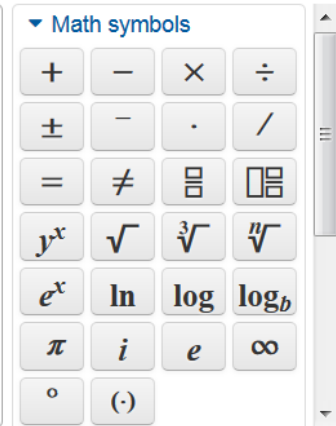 Math symbols
+ − × ÷
± ¯ · /
= ≠
yˣ √ ∛ ⁿ√
eˣ ln log log_b
π i e ∞
° (·)